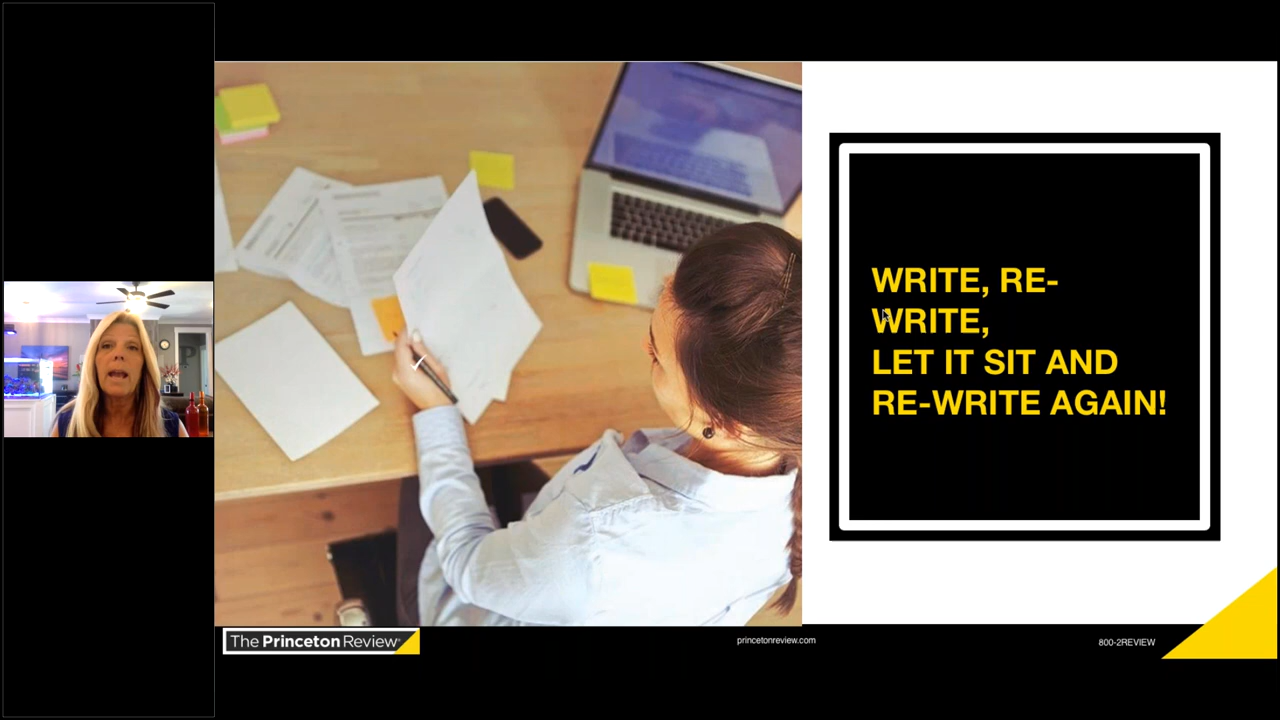 WRITE, RE-
WRITE,
LET IT SIT AND
RE-WRITE AGAIN!
The Princeton Review
princetonreview.com
800-2REVIEW